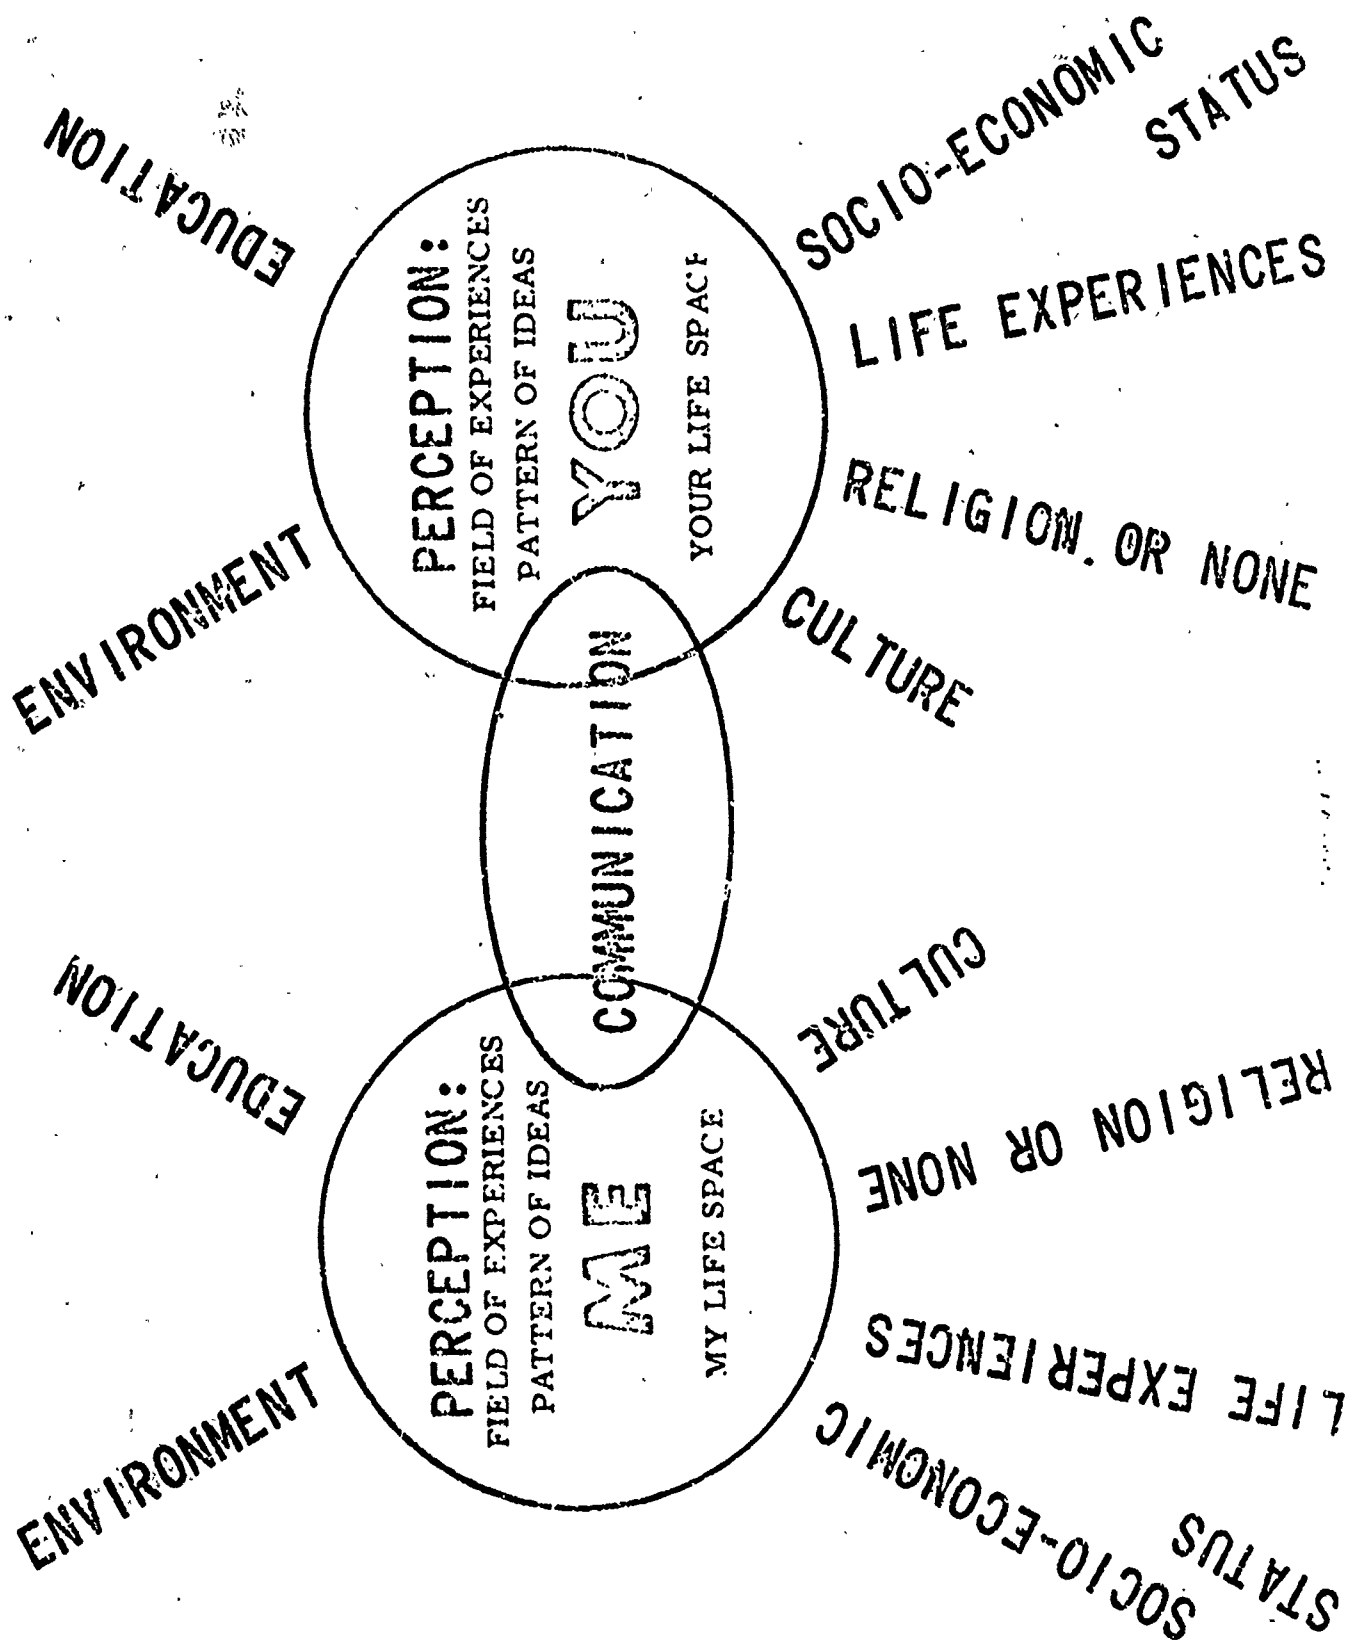 ENVIRONMENT
EDUCATION
ENVIRONMENT
EDUCATION
PERCEPTION:
FIELD OF EXPERIENCES
PATTERN OF IDEAS
ME
MY LIFE SPACE
COMMUNICATION
PERCEPTION:
FIELD OF EXPERIENCES
PATTERN OF IDEAS
YOU
YOUR LIFE SPACE
SOCIO-ECONOMIC
STATUS
LIFE EXPERIENCES
RELIGION OR NONE
CULTURE
CULTURE
RELIGION OR NONE
LIFE EXPERIENCES
SOCIO-ECONOMIC
STATUS